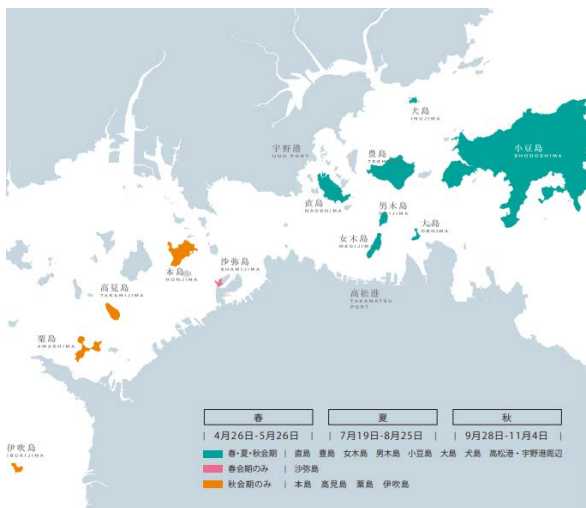 犬島
INUJIMA
宇野港
UNO PORT
豊島
小豆島
SHODOSHIMA
直島
NAOSHIMA
男木島
OGIJIMA
大島
OSHIMA
女木島
MEGIJIMA
本島
HONJIMA
沙弥島
SHAMIJIMA
高見島
TAKAMIJIMA
高松港
TAKAMATSU
PORT
粟島
AWASHIMA
伊吹島
IBUKIJIMA
春 夏 秋
| 4月26日-5月26日 | 7月19日-8月25日 | 9月28日-11月4日 |
春・夏・秋会期 | 直島 豊島 女木島 男木島 小豆島 大島 犬島 高松港・宇野港周辺
春会期のみ | 沙弥島
秋会期のみ | 本島 高見島 粟島 伊吹島